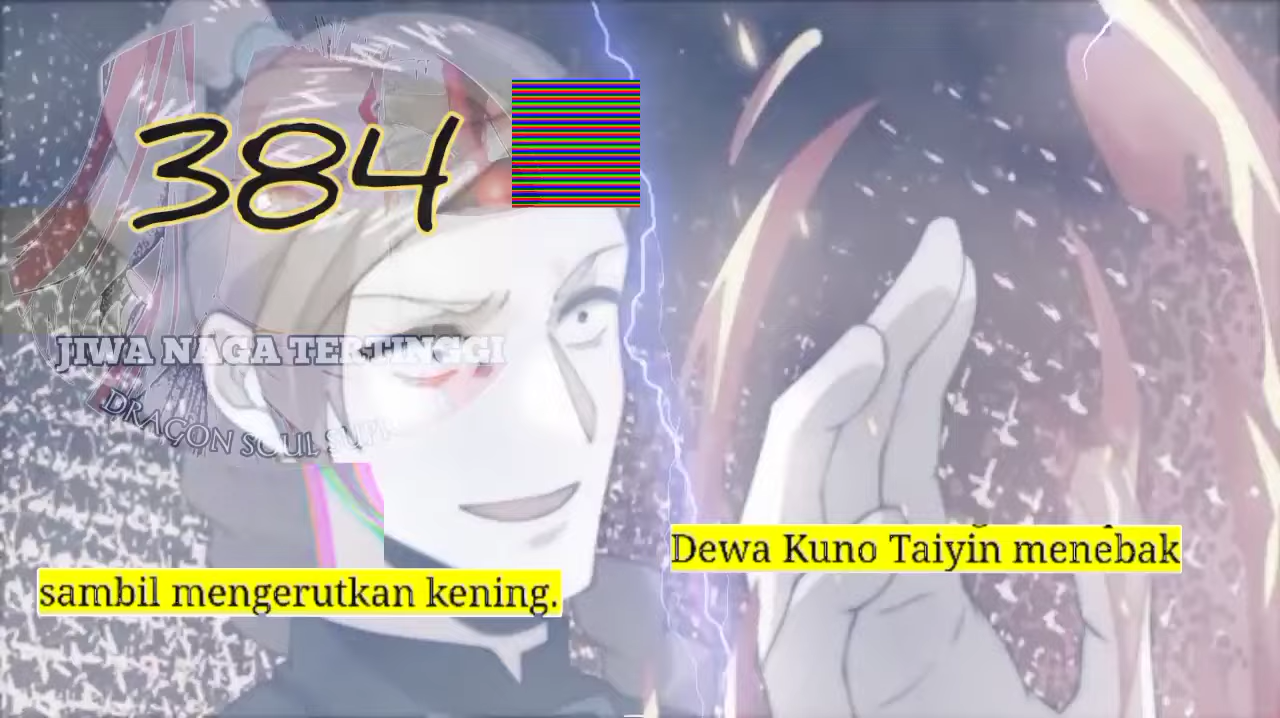 384
JIWA NAGA TERTINGGI
DRAGON SOUL
Dewa Kuno Taiyin menebak
sambil mengerutkan kening.